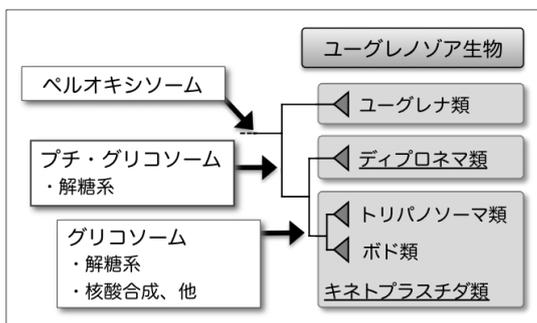 ユーグレノゾア生物
ペルオキシソーム
ユーグレナ類
プチ・グリコソーム
・解糖系
ディプロネマ類
グリコソーム
・解糖系
・核酸合成、他
トリパノソーマ類
ボド類
キネトプラスチダ類